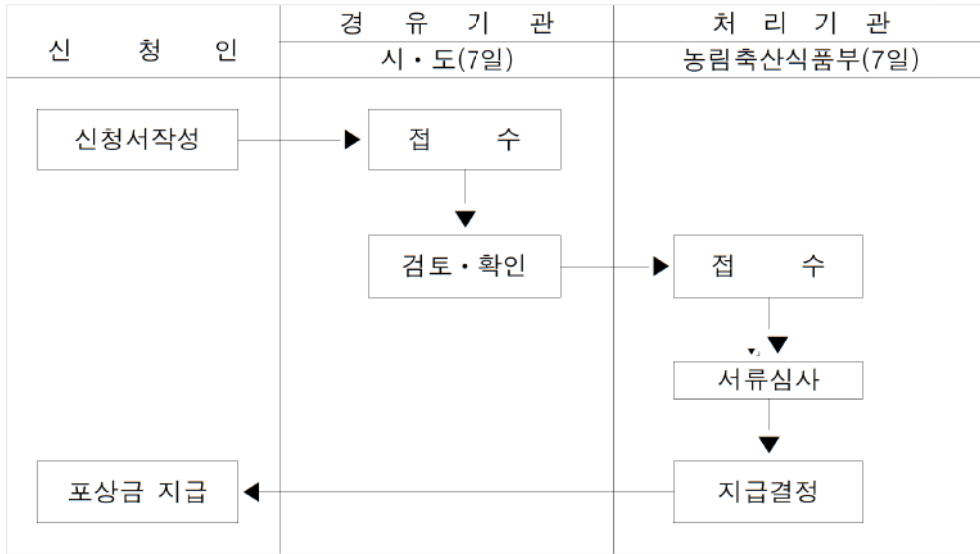 경 유 기 관
처 리 기 관
신 청 인
시·도(7일)
농림축산식품부(7일)
신청서작성
접 수
검토·확인
접 수
서류심사
포상금 지급
지급결정